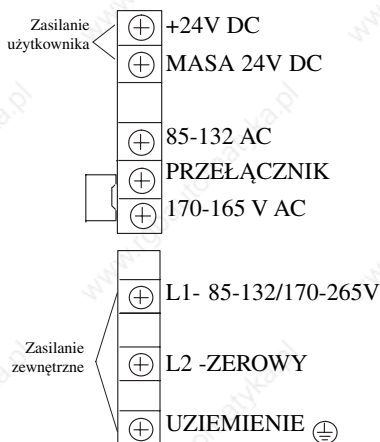 Zasilanie
użytkownika
+24V DC
MASA 24V DC
85-132 AC
PRZEŁĄCZNIK
170-165 V AC
L1- 85-132/170-265V
Zasilanie
zewnętrzne
L2 -ZEROWY
UZIEMIENIE